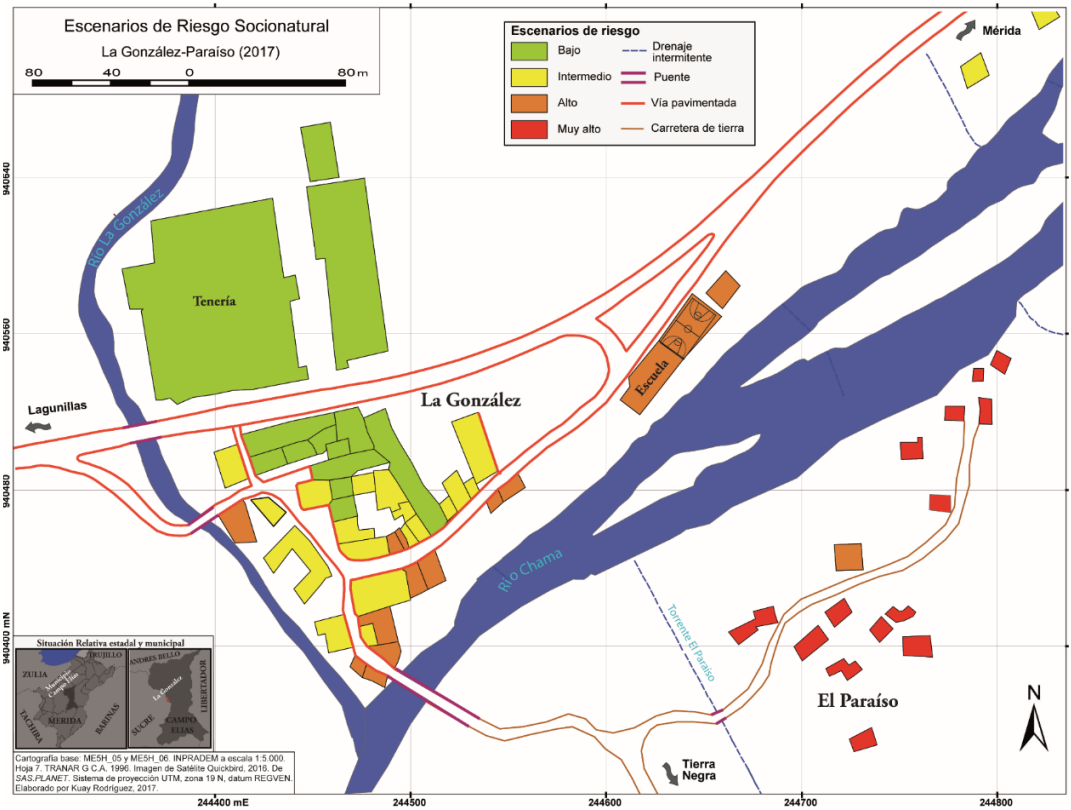 Escenarios de Riesgo Socionatural
La González-Paraíso (2017)
80 40 0 80 m
Escenarios de riesgo
Bajo
Intermedio
Alto
Muy alto
Drenaje
intermitente
Puente
Vía pavimentada
Carretera de tierra
Mérida
940640
Río La González
Tenería
940560
Escuela
La González
Lagunillas
940480
Río Chama
Torrente El Paraíso
940400 mN
El Paraíso
N
Tierra
Negra
Situación Relativa estadal y municipal
TRUJILLO
ZULIA
Municipio
Campo Elías
MERIDA
BARINAS
TACHIRA
ANDRES BELLO
La González
LIBERTADOR
SUCRE
CAMPO
ELIAS
Cartografía base: ME5H_05 y ME5H_06. INPRADEM a escala 1:5.000.
Hoja 7. TRANAR G C.A. 1996. Imagen de Satélite Quickbird, 2016. De
SAS.PLANET. Sistema de proyección UTM, zona 19 N, datum REGVEN.
Elaborado por Kuay Rodríguez, 2017.
244400 mE
244500
244600
244700
244800